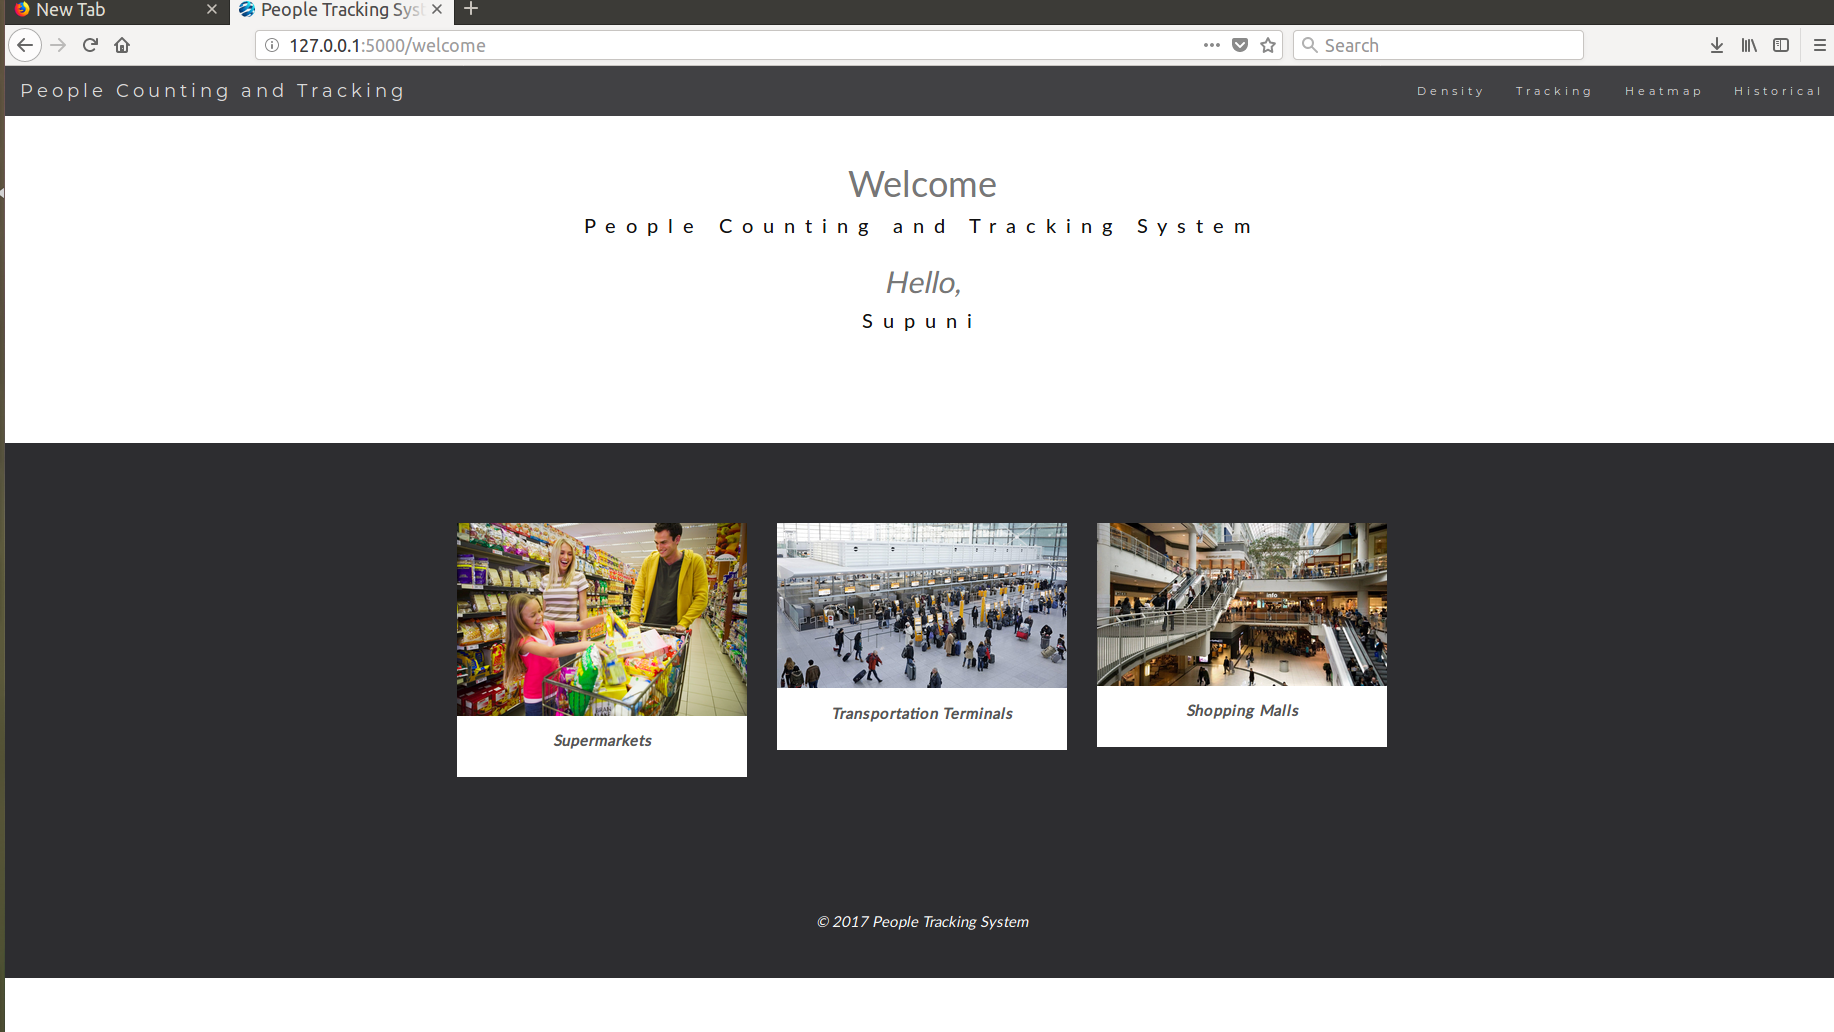 New Tab
People Tracking Syst
127.0.0.1:5000/welcome
Search
People Counting and Tracking
Density Tracking Heatmap Historical
Welcome
People Counting and Tracking System
Hello,
Supuni
info
Supermarkets
Transportation Terminals
Shopping Malls
© 2017 People Tracking System